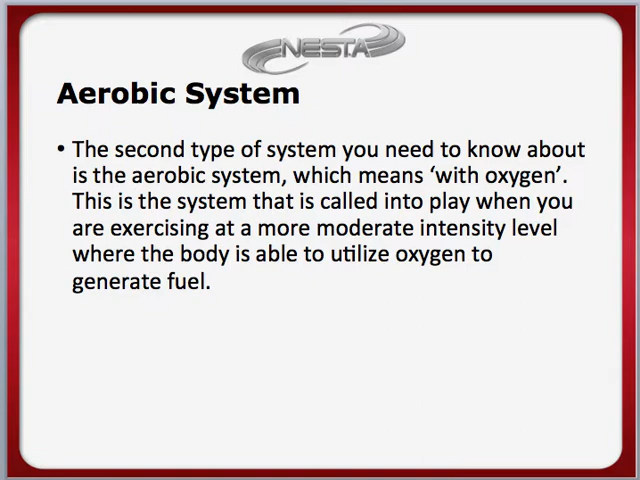 NESTA
Aerobic System
• The second type of system you need to know about
is the aerobic system, which means ‘with oxygen’.
This is the system that is called into play when you
are exercising at a more moderate intensity level
where the body is able to utilize oxygen to
generate fuel.